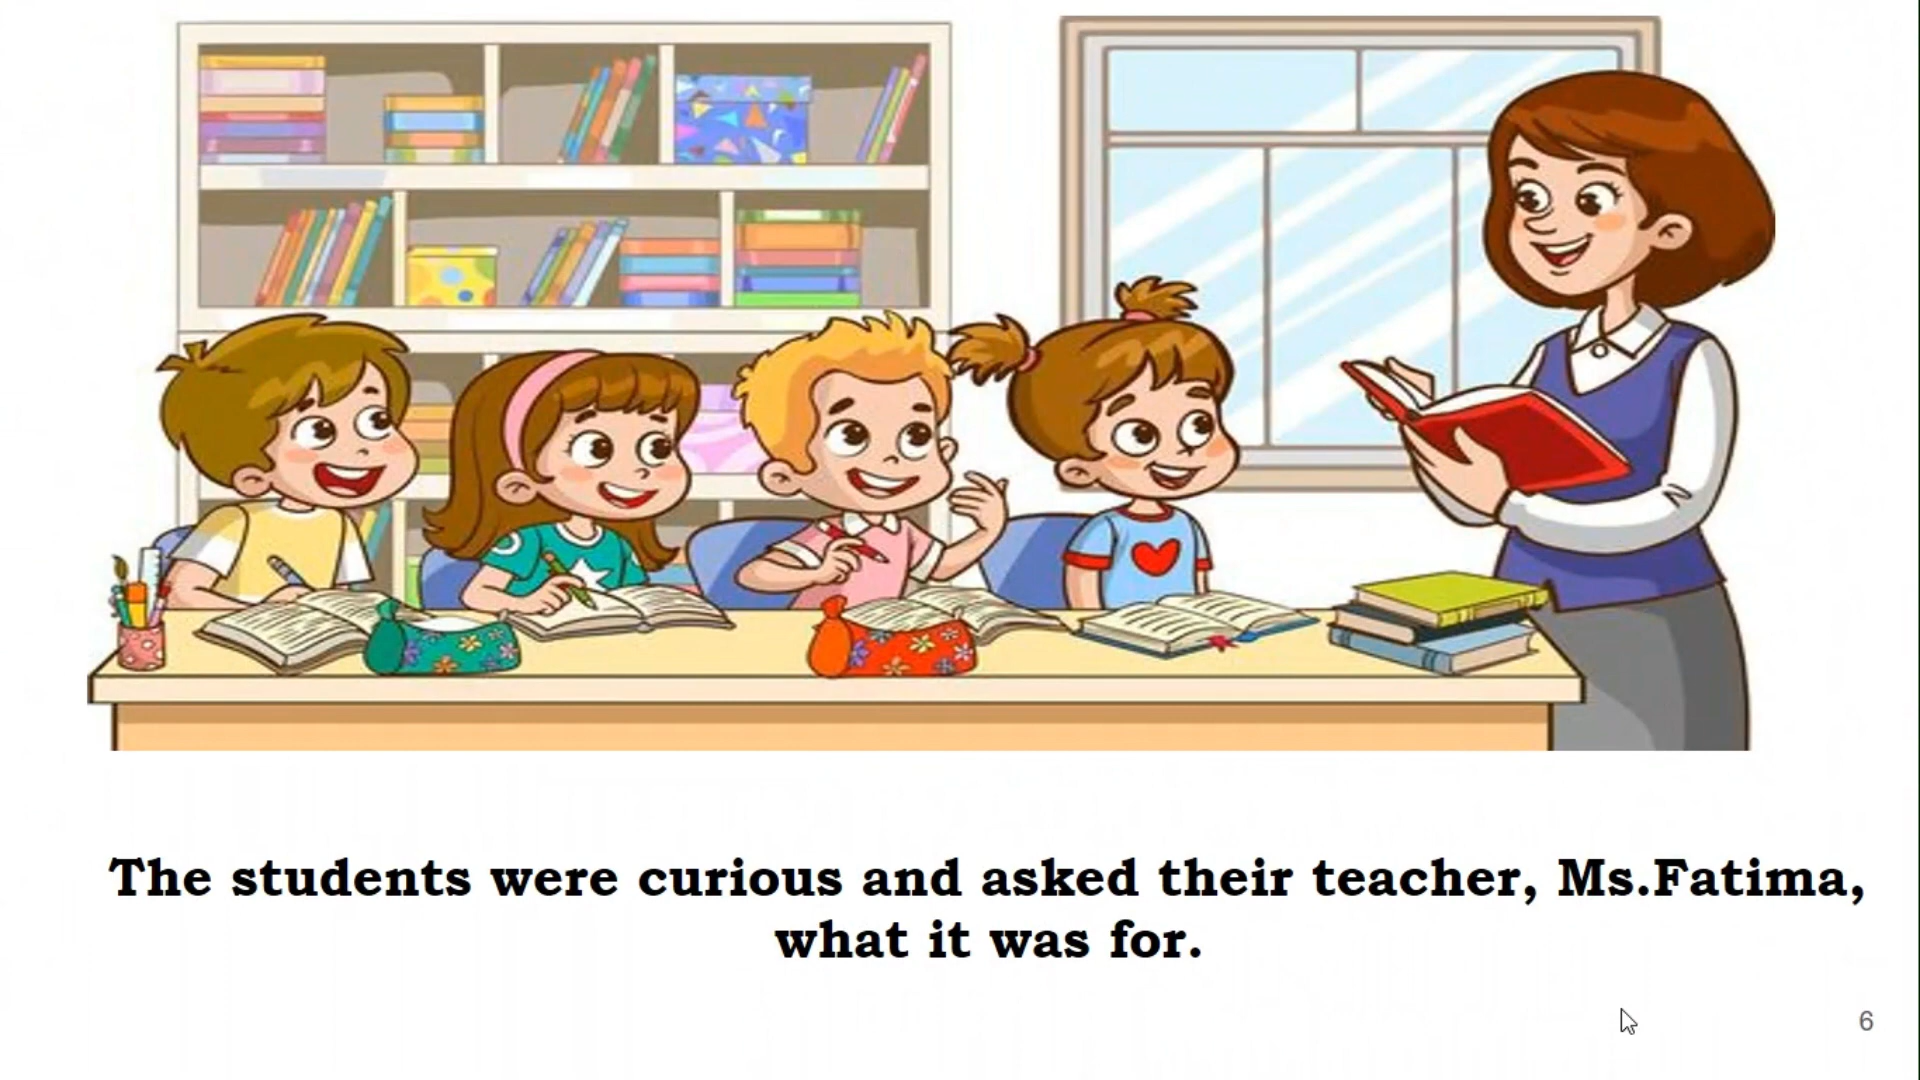 The students were curious and asked their teacher, Ms.Fatima,
what it was for.
6